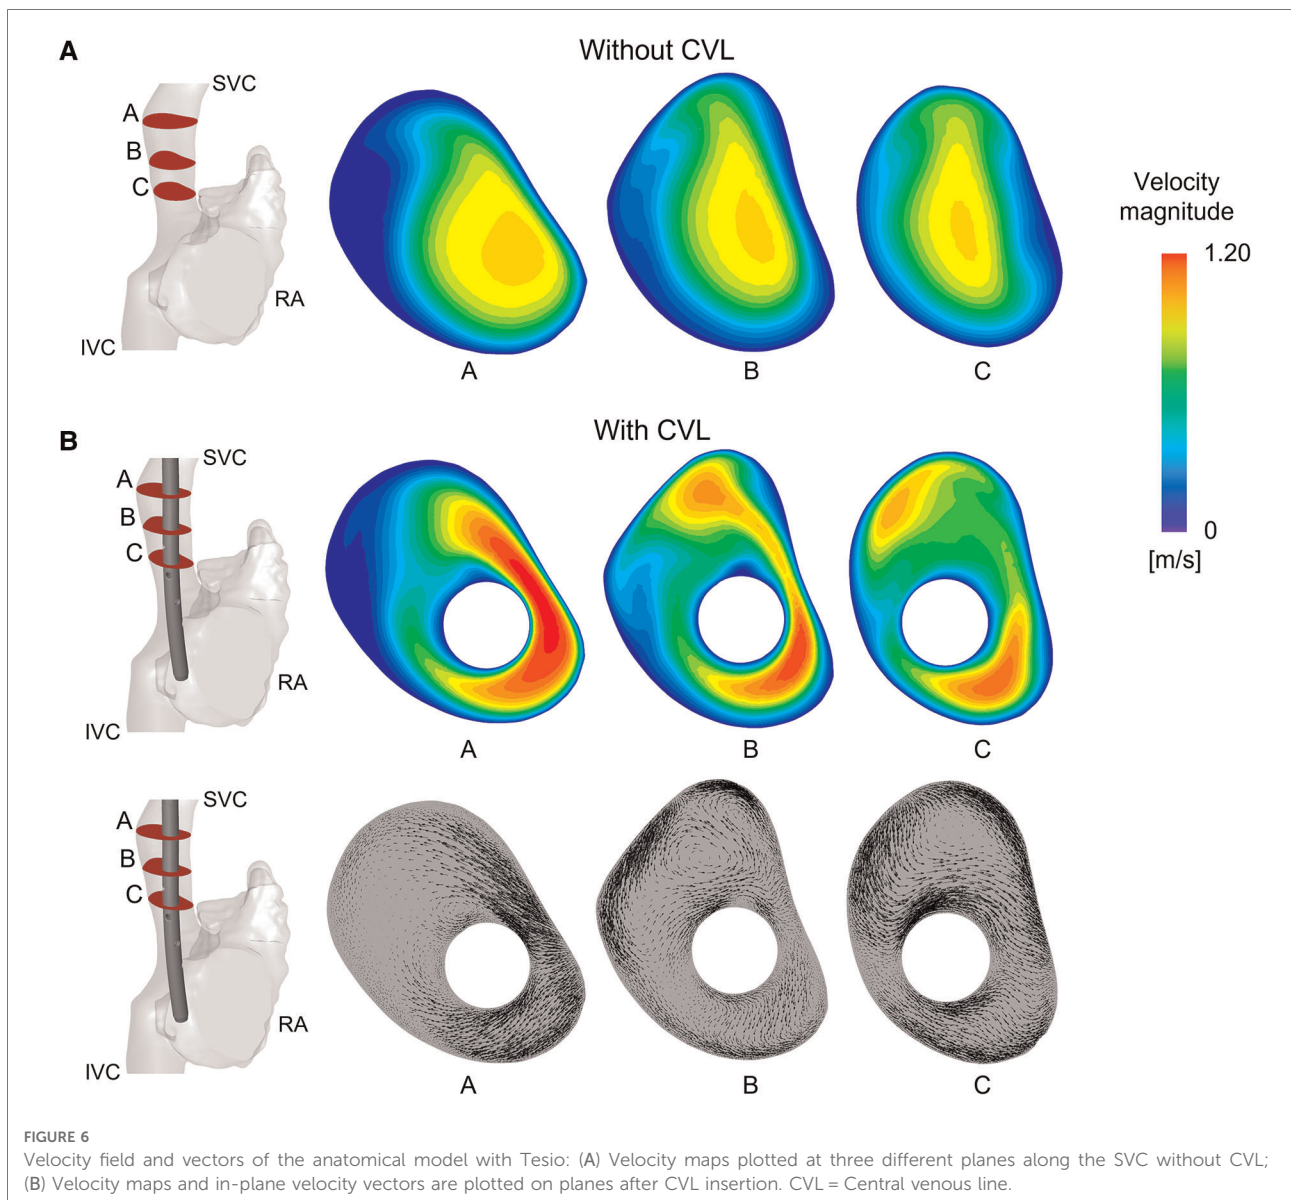 A
Without CVL
SVC
A
B
C
RA
IVC
A
B
C
Velocity
magnitude
1.20
0
[m/s]
B
With CVL
SVC
A
B
C
RA
IVC
A
B
C
SVC
A
B
C
RA
IVC
A
B
C
FIGURE 6
Velocity field and vectors of the anatomical model with Tesio: (A) Velocity maps plotted at three different planes along the SVC without CVL;
(B) Velocity maps and in-plane velocity vectors are plotted on planes after CVL insertion. CVL = Central venous line.